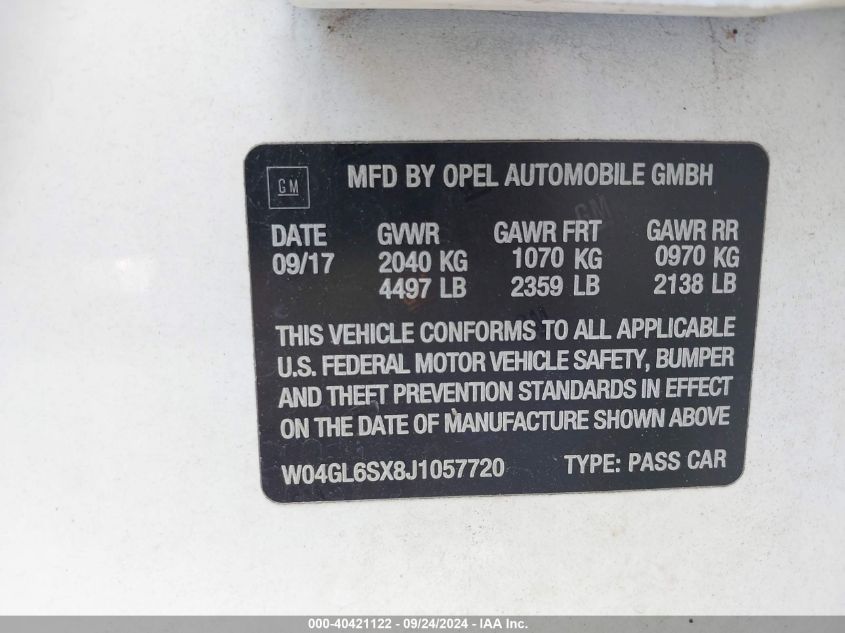 GM
MFD BY OPEL AUTOMOBILE GMBH
DATE GVWR GAWR FRT GAWR RR
09/17 2040 KG 1070 KG 0970 KG
4497 LB 2359 LB 2138 LB
THIS VEHICLE CONFORMS TO ALL APPLICABLE
U.S. FEDERAL MOTOR VEHICLE SAFETY, BUMPER
AND THEFT PREVENTION STANDARDS IN EFFECT
ON THE DATE OF MANUFACTURE SHOWN ABOVE
W04GL6SX8J1057720 TYPE: PASS CAR
000-40421122 - 09/24/2024 - IAA Inc.